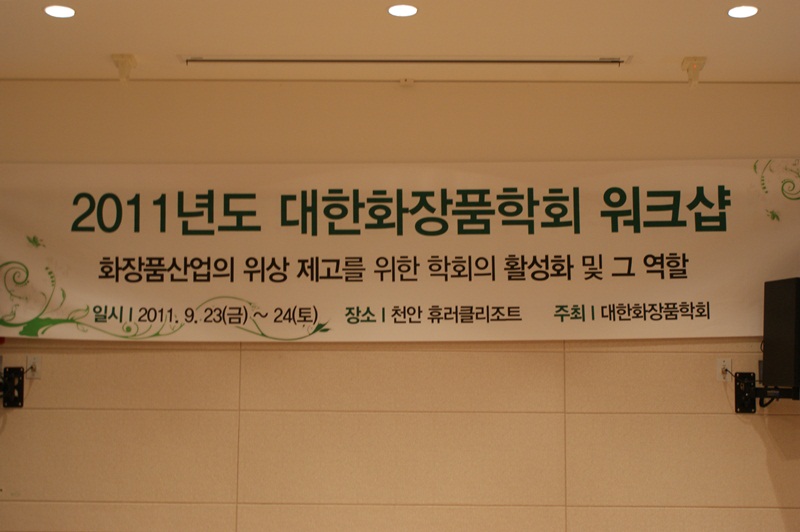 2011년도 대한화장품학회 워크샵
화장품산업의 위상 제고를 위한 학회의 활성화 및 그 역할
일시 | 2011. 9. 23(금) ~ 24(토) 장소 | 천안 휴러클리조트 주최 | 대한화장품학회